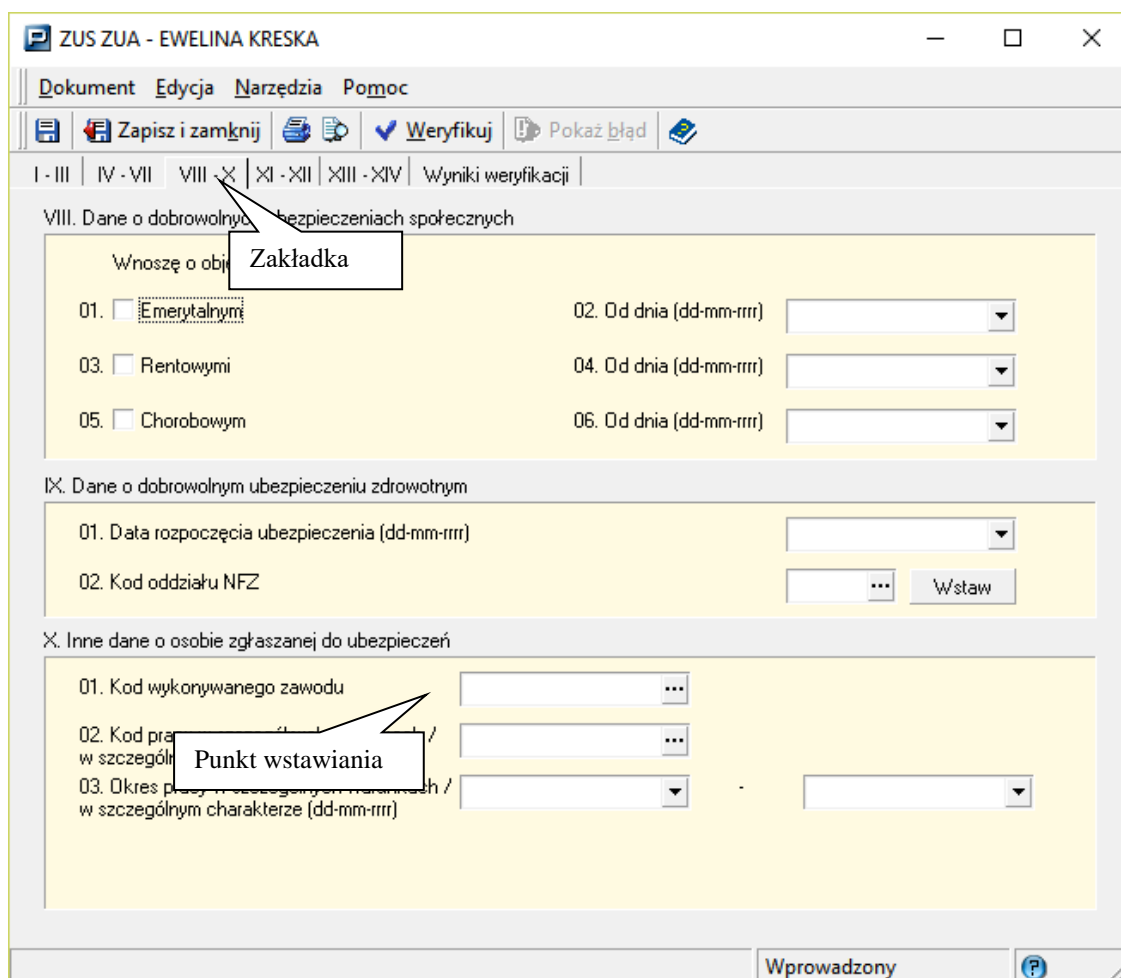 ZUS ZUA - EWELINA KRESKA
Dokument Edycja Narzędzia Pomoc
Zapisz i zamknij Weryfikuj Pokaż błąd
I - III IV - VII VIII - X XI - XII XIII - XIV Wyniki weryfikacji
VIII. Dane o dobrowolnych ubezpieczeniach społecznych
Zakładka
Wnoszę o
01. Emerytalnym 02. Od dnia (dd-mm-rrrr)
03. Rentowymi 04. Od dnia (dd-mm-rrrr)
05. Chorobowym 06. Od dnia (dd-mm-rrrr)
IX. Dane o dobrowolnym ubezpieczeniu zdrowotnym
01. Data rozpoczęcia ubezpieczenia (dd-mm-rrrr)
02. Kod oddziału NFZ ... Wstaw
X. Inne dane o osobie zgłaszanej do ubezpieczeń
01. Kod wykonywanego zawodu ...
02. Kod / ...
w
Punkt wstawiania
03. Okres pracy w szczególnych warunkach / -
w szczególnym charakterze (dd-mm-rrrr)
Wprowadzony